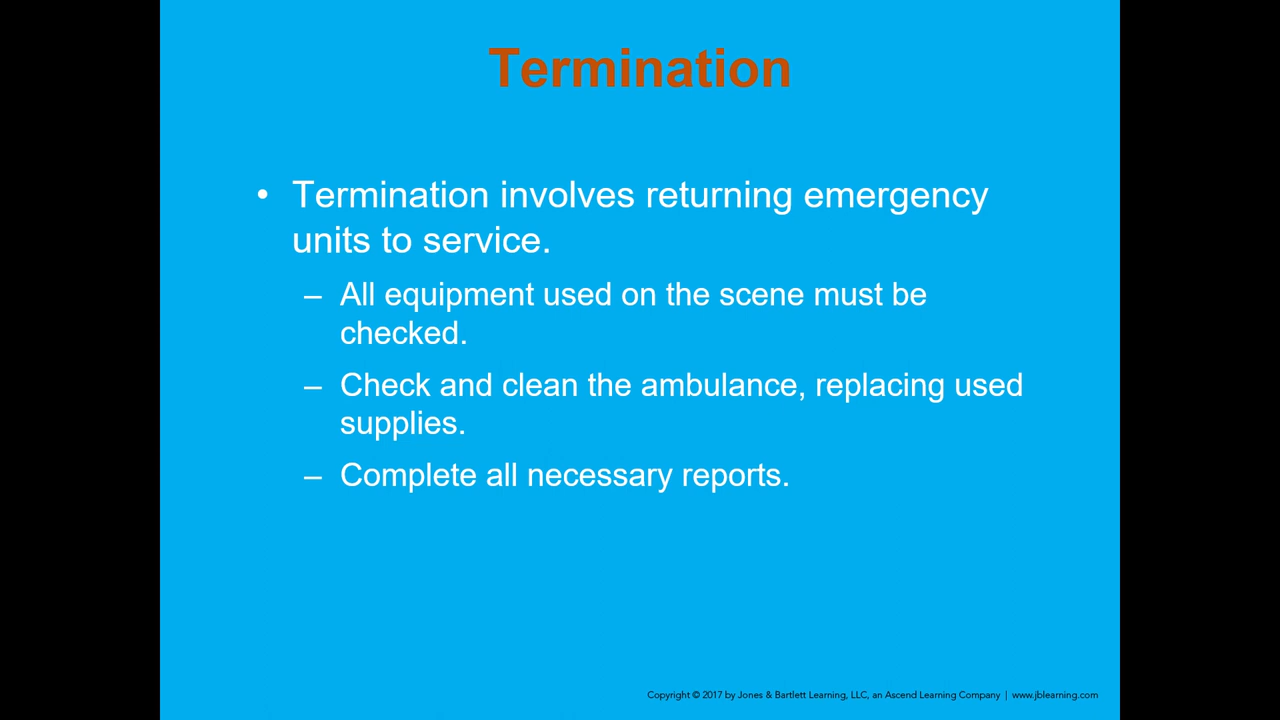 Termination
• Termination involves returning emergency
units to service.
– All equipment used on the scene must be
checked.
– Check and clean the ambulance, replacing used
supplies.
– Complete all necessary reports.
Copyright © 2017 by Jones & Bartlett Learning, LLC, an Ascend Learning Company | www.jblearning.com